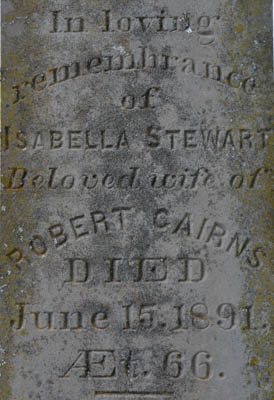 In loving
remembrance
of
ISABELLA STEWART
Beloved wife of
ROBERT CAIRNS
DIED
June 15. 1891.
Æt. 66.